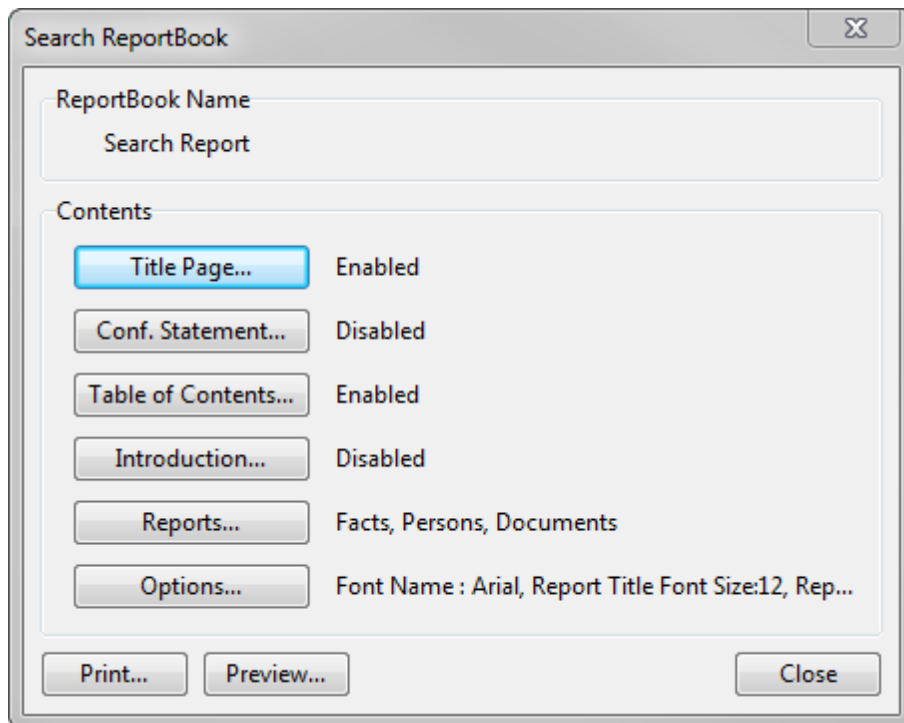 Search ReportBook
ReportBook Name
Search Report
Contents
Title Page... Enabled
Conf. Statement... Disabled
Table of Contents... Enabled
Introduction... Disabled
Reports... Facts, Persons, Documents
Options... Font Name : Arial, Report Title Font Size:12, Rep...
Print... Preview... Close